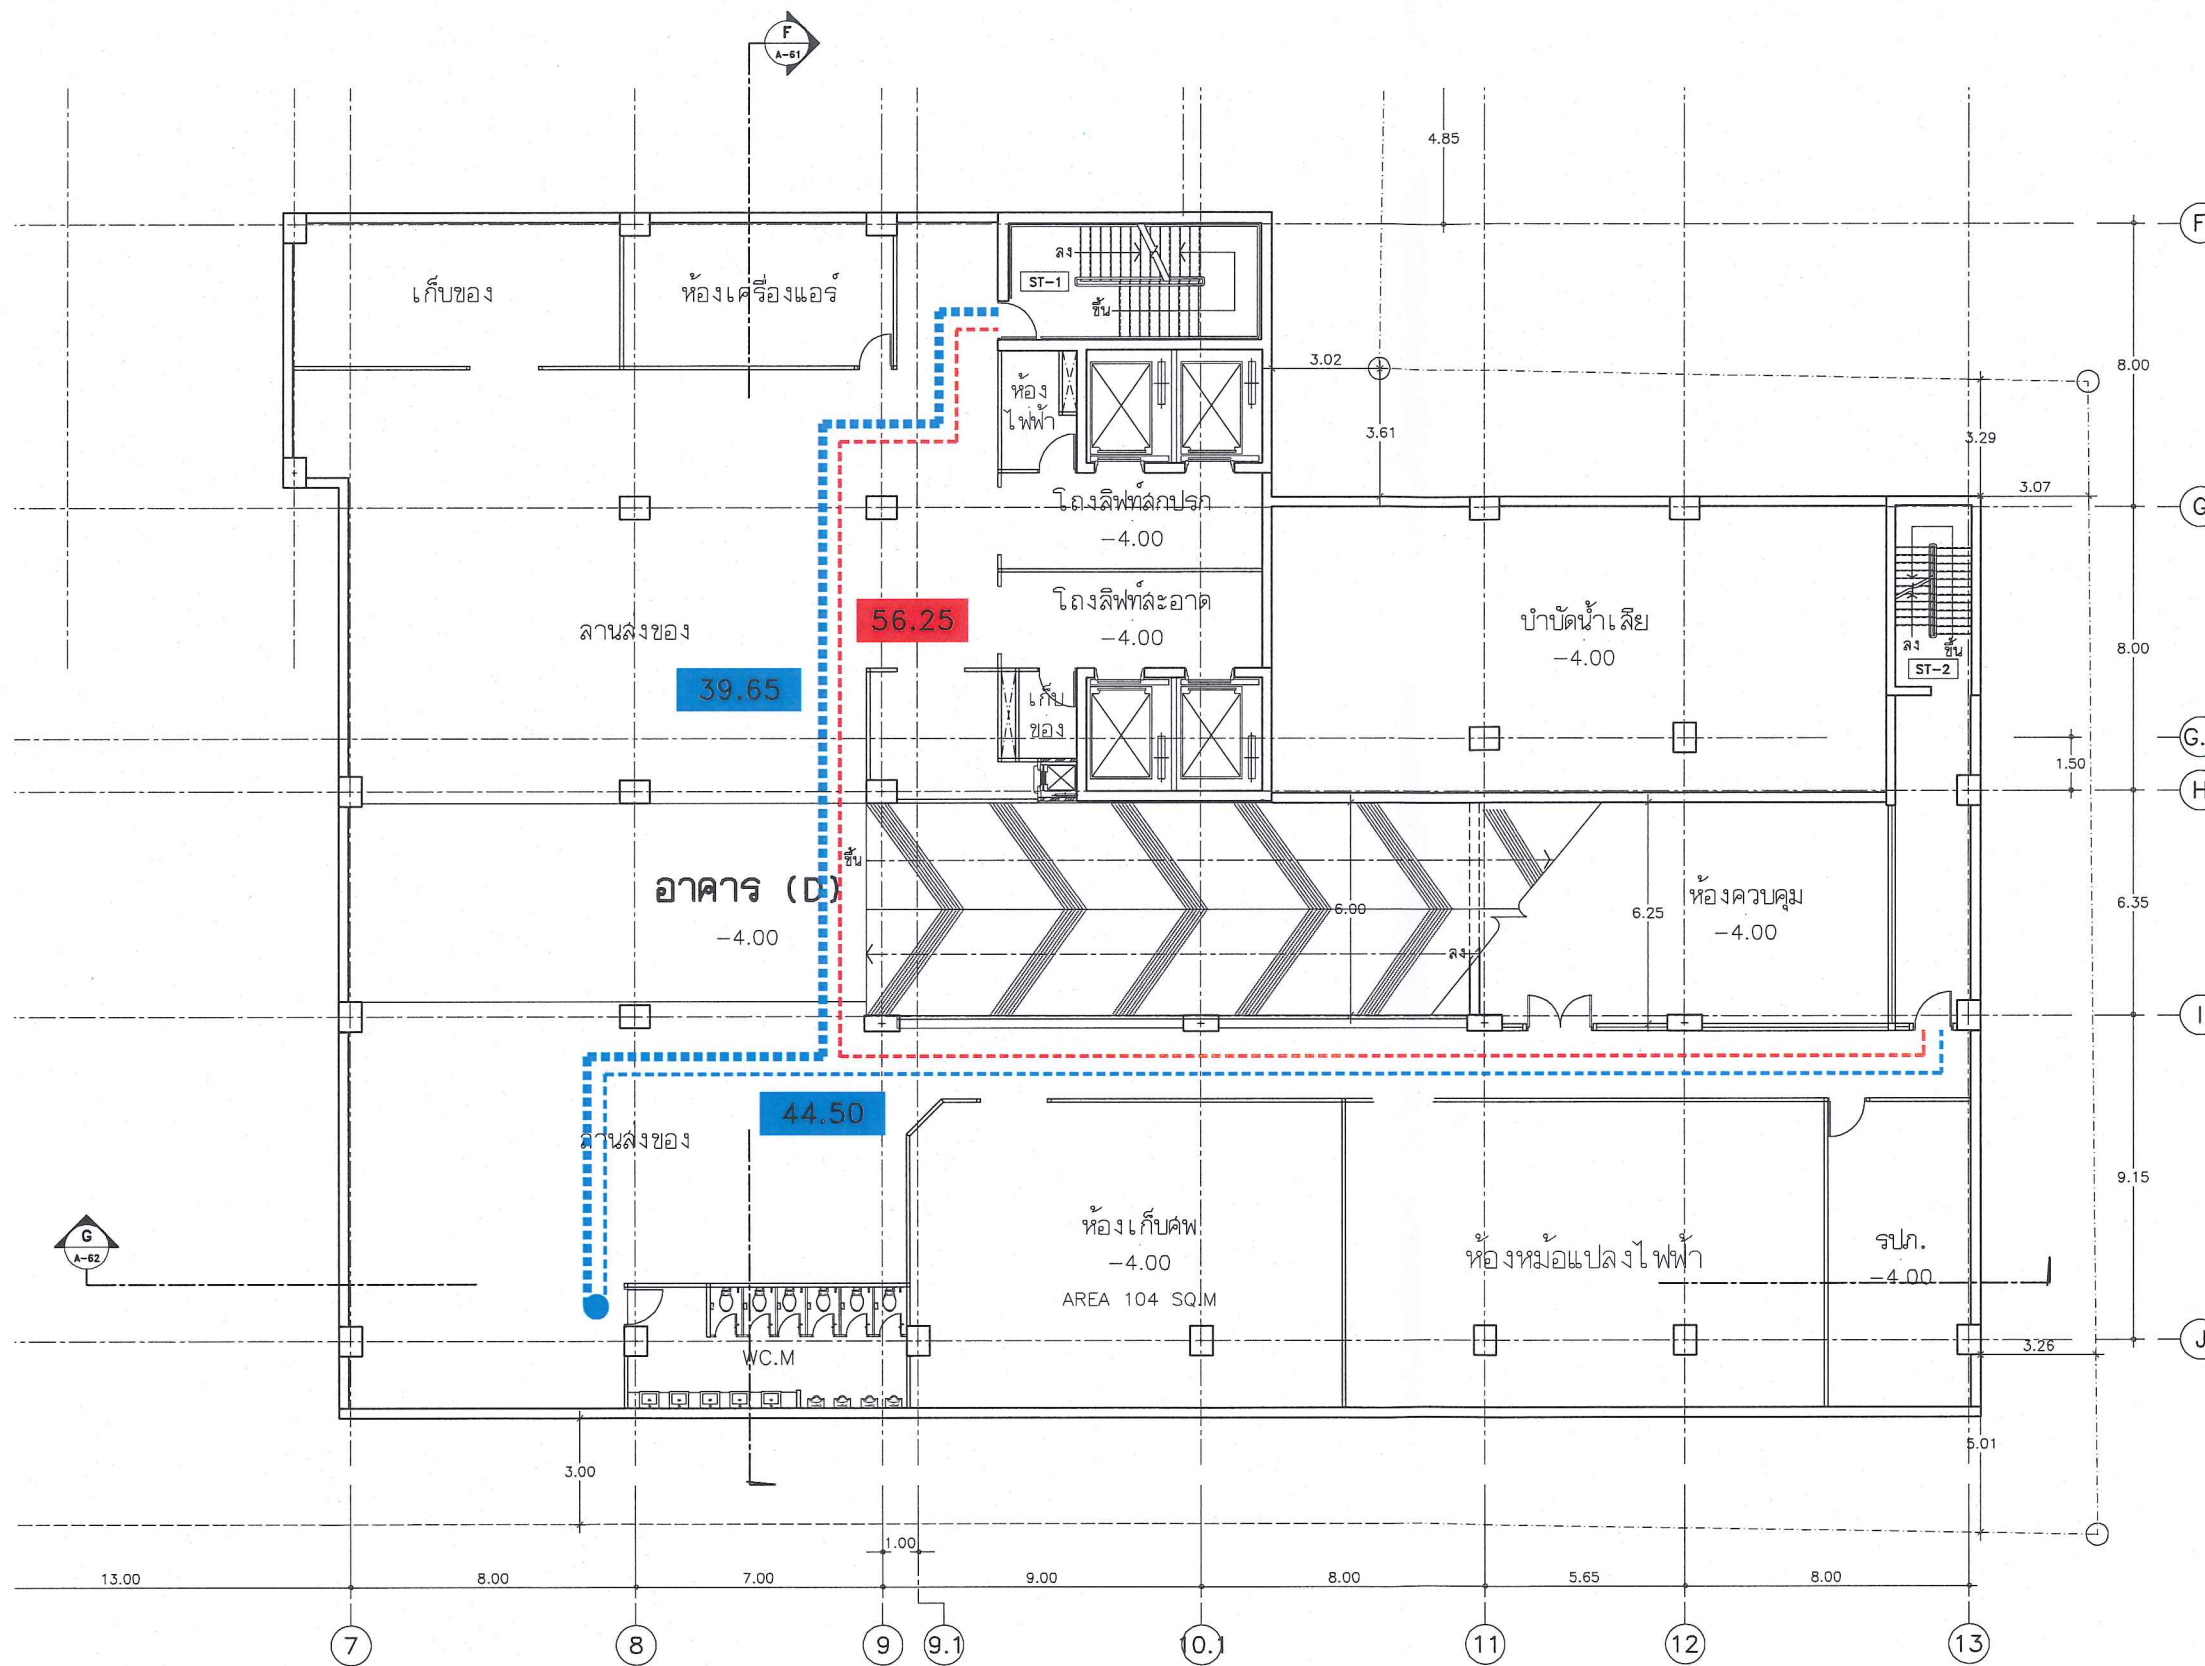 F
A-61
4.85
F
เก็บของ
ห้องเครื่องแอร์
ลง
ST-1
ขึ้น
3.02
8.00
ห้อง
ไฟฟ้า
3.61
3.29
3.07
โถงลิฟท์สกปรก
-4.00
G
โถงลิฟท์สะอาด
-4.00
56.25
ลานส่งของ
บำบัดน้ำเสีย
-4.00
8.00
ลง
ขึ้น
ST-2
39.65
เก็บ
ของ
G.
1.50
H
ขึ้น
อาคาร (D)
-4.00
6.00
6.25
ห้องควบคุม
-4.00
6.35
ลง
I
44.50
ลานส่งของ
9.15
G
A-62
ห้องเก็บศพ
-4.00
AREA 104 SQ.M
ห้องหม้อแปลงไฟฟ้า
รปภ.
-4.00
WC.M
J
3.26
3.00
5.01
1.00
13.00
8.00
7.00
9.00
8.00
5.65
8.00
7
8
9
9.1
10.1
11
12
13